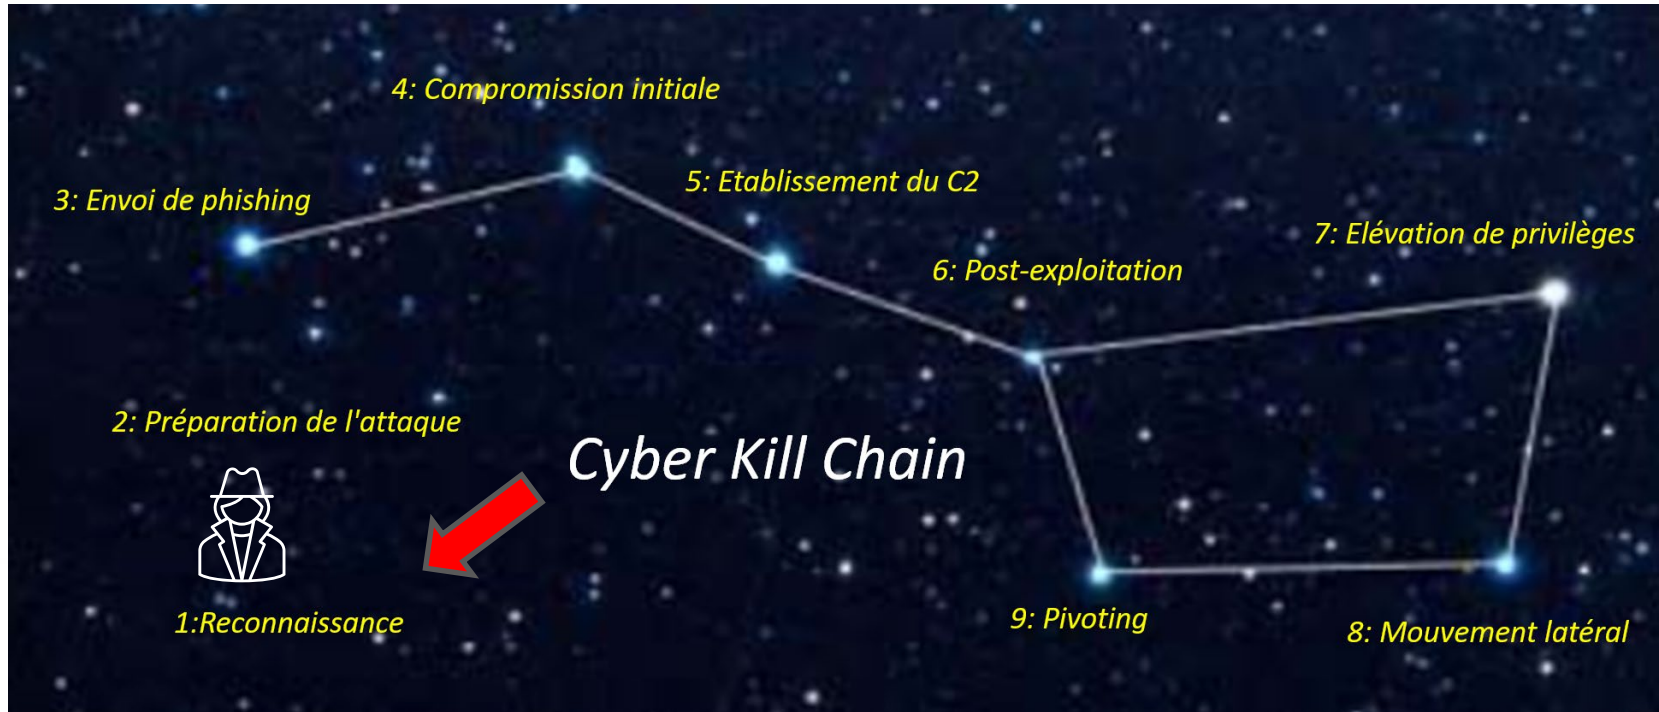 4: Compromission initiale
3: Envoi de phishing
5: Etablissement du C2
7: Elévation de privilèges
6: Post-exploitation
2: Préparation de l'attaque
Cyber Kill Chain
1:Reconnaissance
9: Pivoting
8: Mouvement latéral